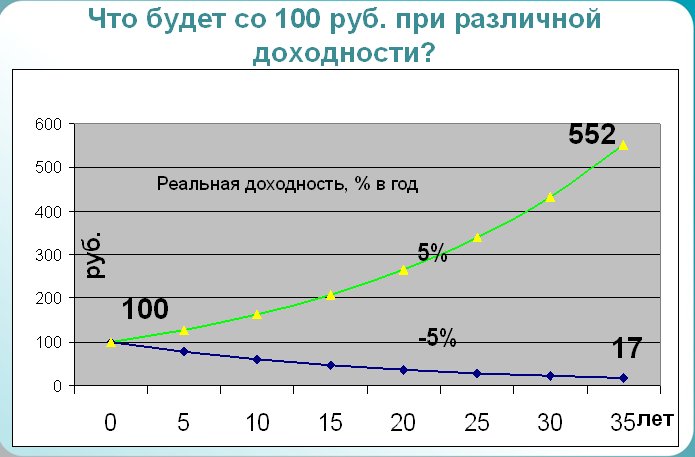 Что будет со 100 руб. при различной
доходности?
600
500
400
300
200
100
0
руб.
Реальная доходность, % в год
100
552
5%
-5%
17
0 5 10 15 20 25 30 35 лет